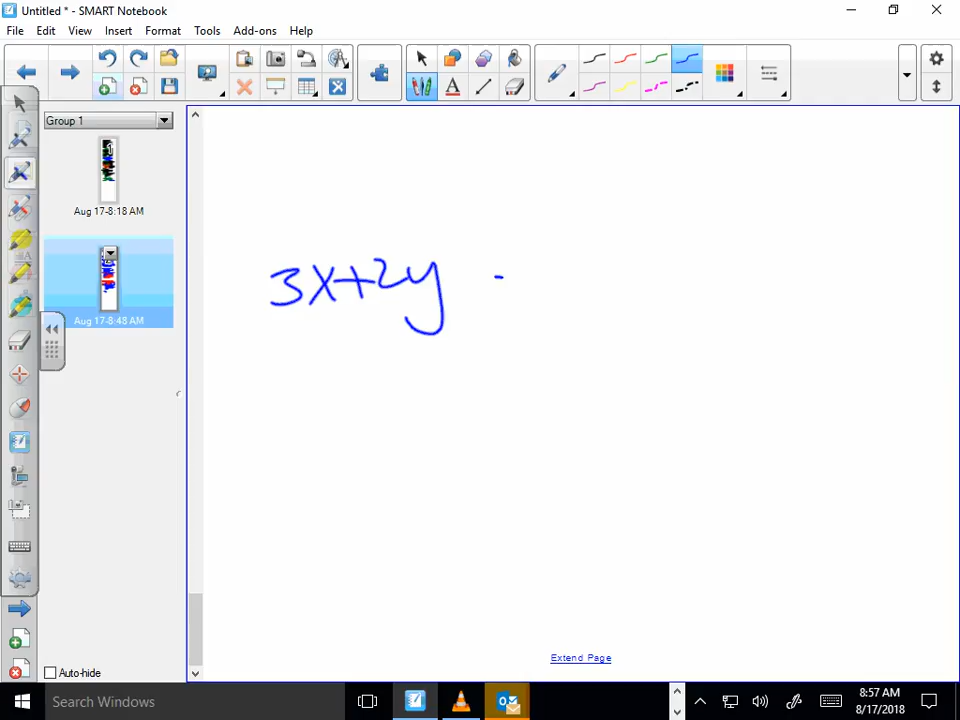 Untitled * - SMART Notebook
File Edit View Insert Format Tools Add-ons Help
Group 1
Aug 17-8:18 AM
Aug 17-8:48 AM
3x+2y -
Extend Page
Auto-hide
Search Windows
8:57 AM
8/17/2018